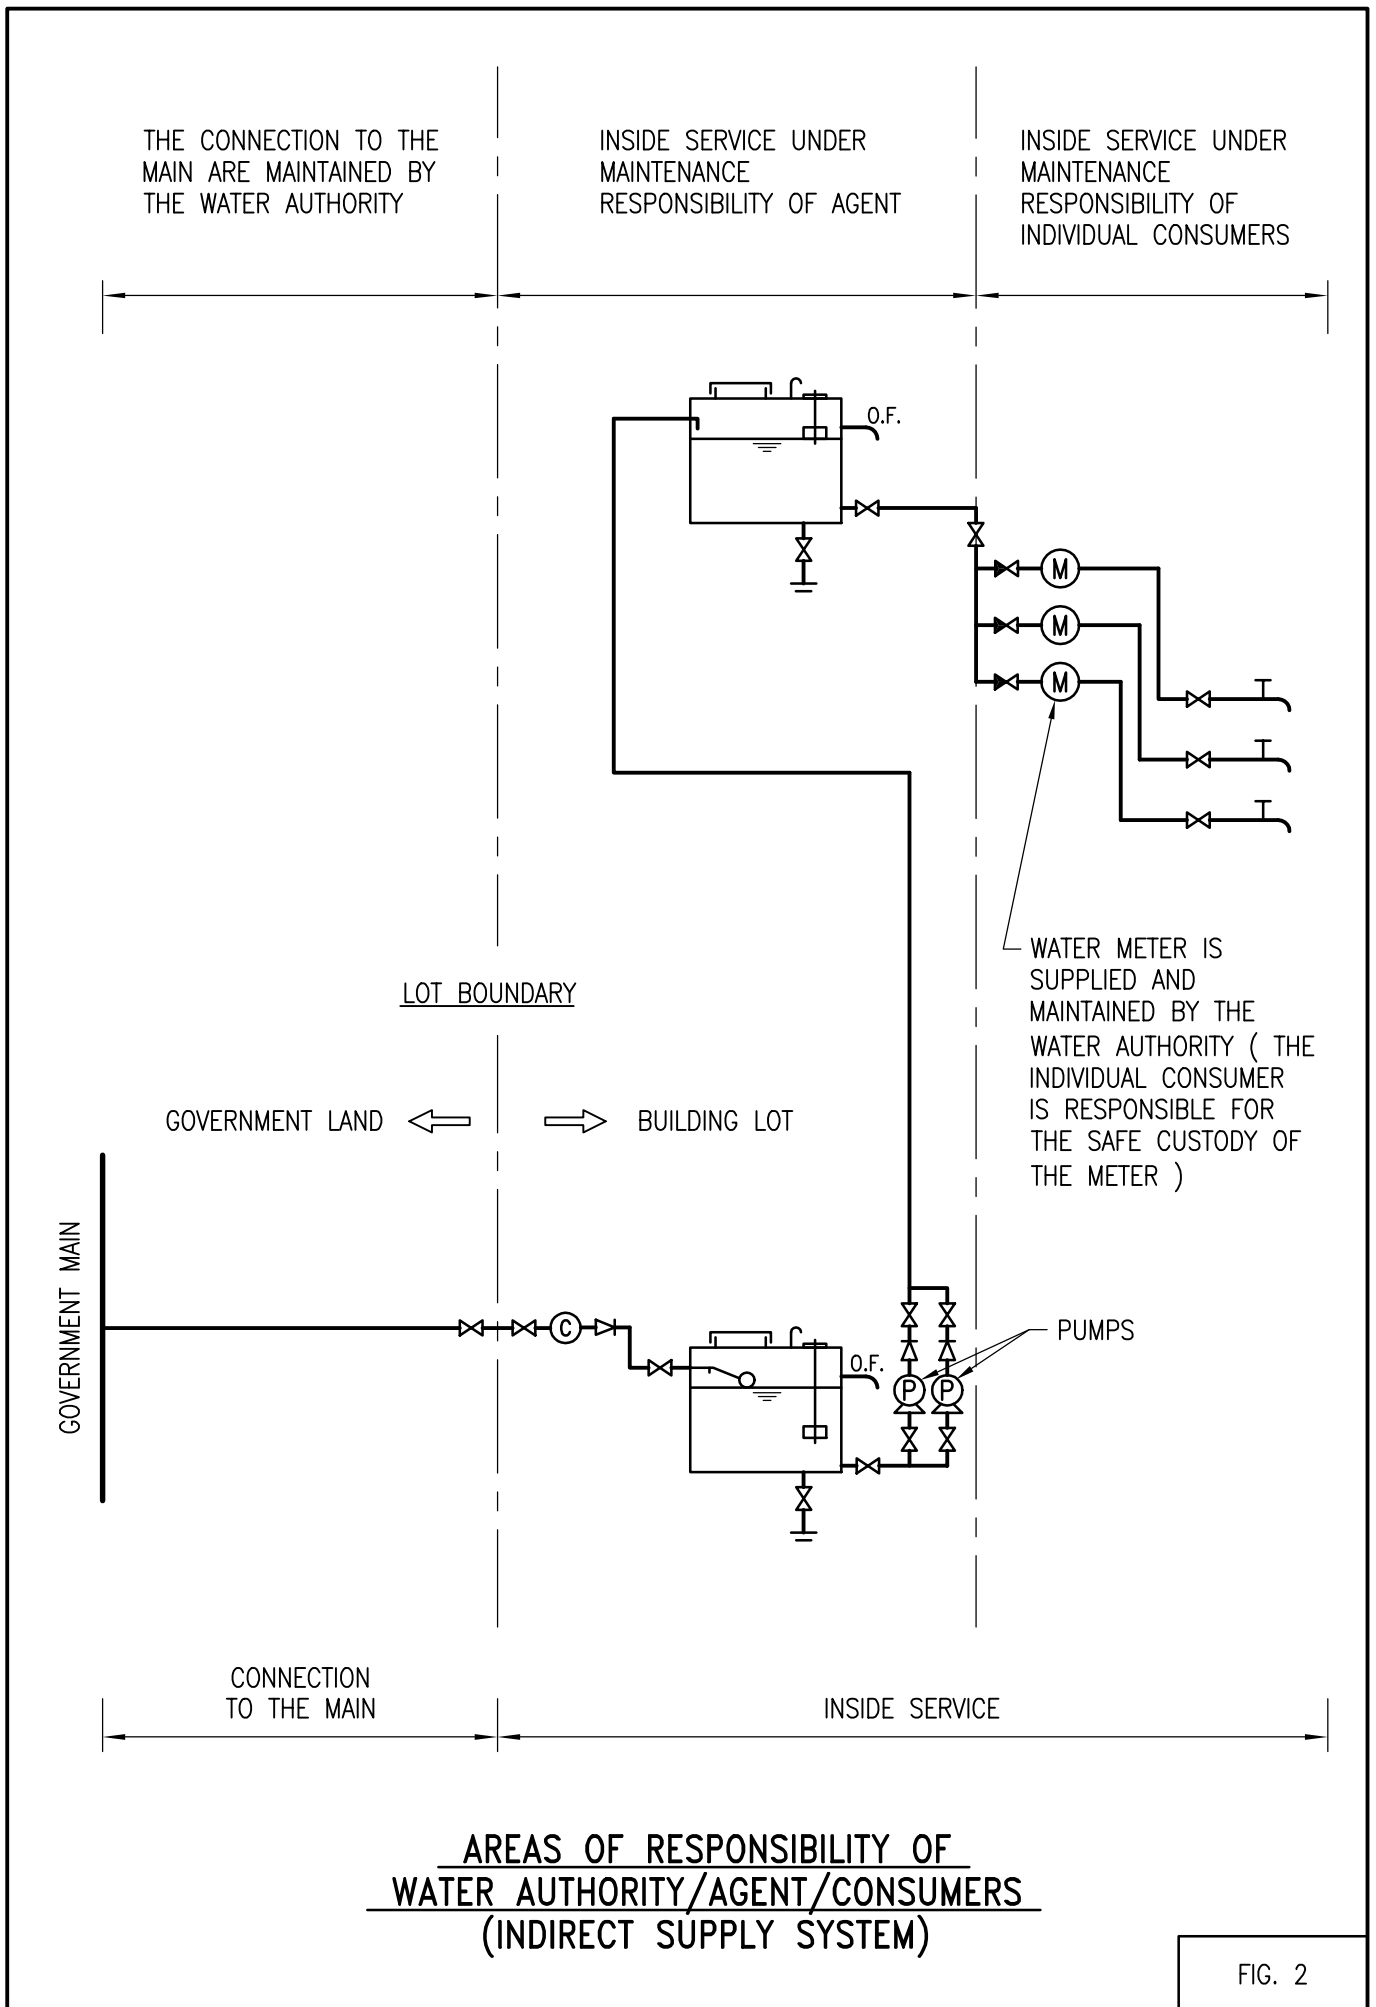 THE CONNECTION TO THE
MAIN ARE MAINTAINED BY
THE WATER AUTHORITY
INSIDE SERVICE UNDER
MAINTENANCE
RESPONSIBILITY OF AGENT
INSIDE SERVICE UNDER
MAINTENANCE
RESPONSIBILITY OF
INDIVIDUAL CONSUMERS
O.F.
M
M
M
WATER METER IS
SUPPLIED AND
MAINTAINED BY THE
WATER AUTHORITY ( THE
INDIVIDUAL CONSUMER
IS RESPONSIBLE FOR
THE SAFE CUSTODY OF
THE METER )
LOT BOUNDARY
GOVERNMENT LAND
BUILDING LOT
GOVERNMENT MAIN
C
O.F.
P
P
PUMPS
CONNECTION
TO THE MAIN
INSIDE SERVICE
AREAS OF RESPONSIBILITY OF
WATER AUTHORITY/AGENT/CONSUMERS
(INDIRECT SUPPLY SYSTEM)
FIG. 2